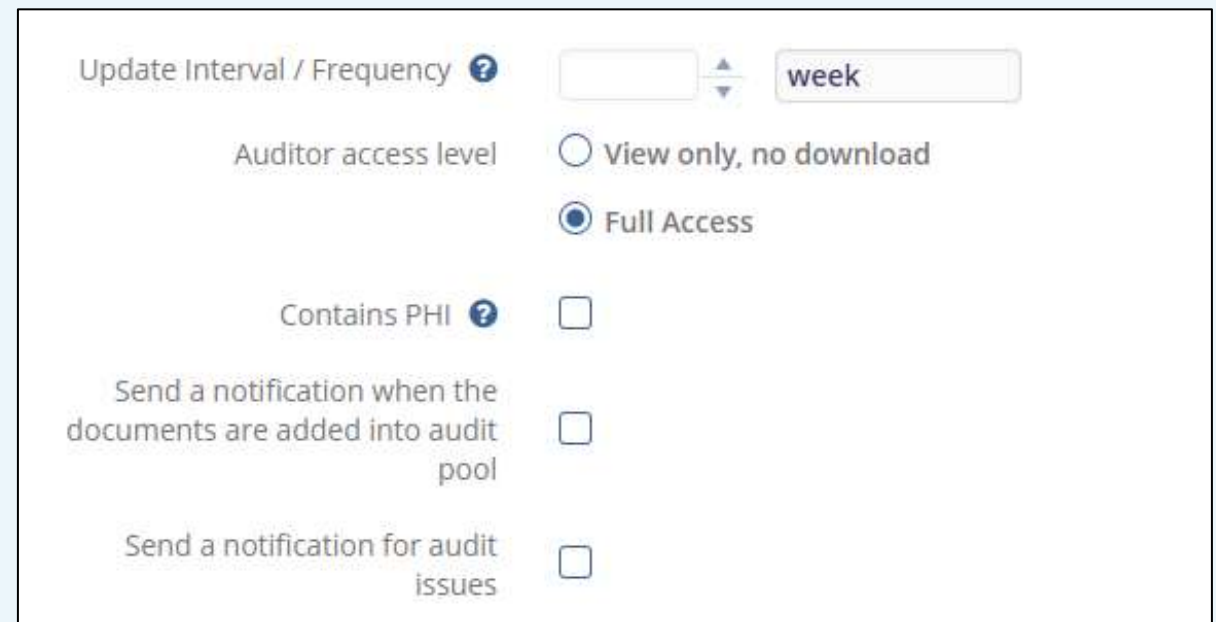 Update Interval / Frequency ? week
Auditor access level View only, no download
Full Access
Contains PHI ?
Send a notification when the
documents are added into audit
pool
Send a notification for audit
issues